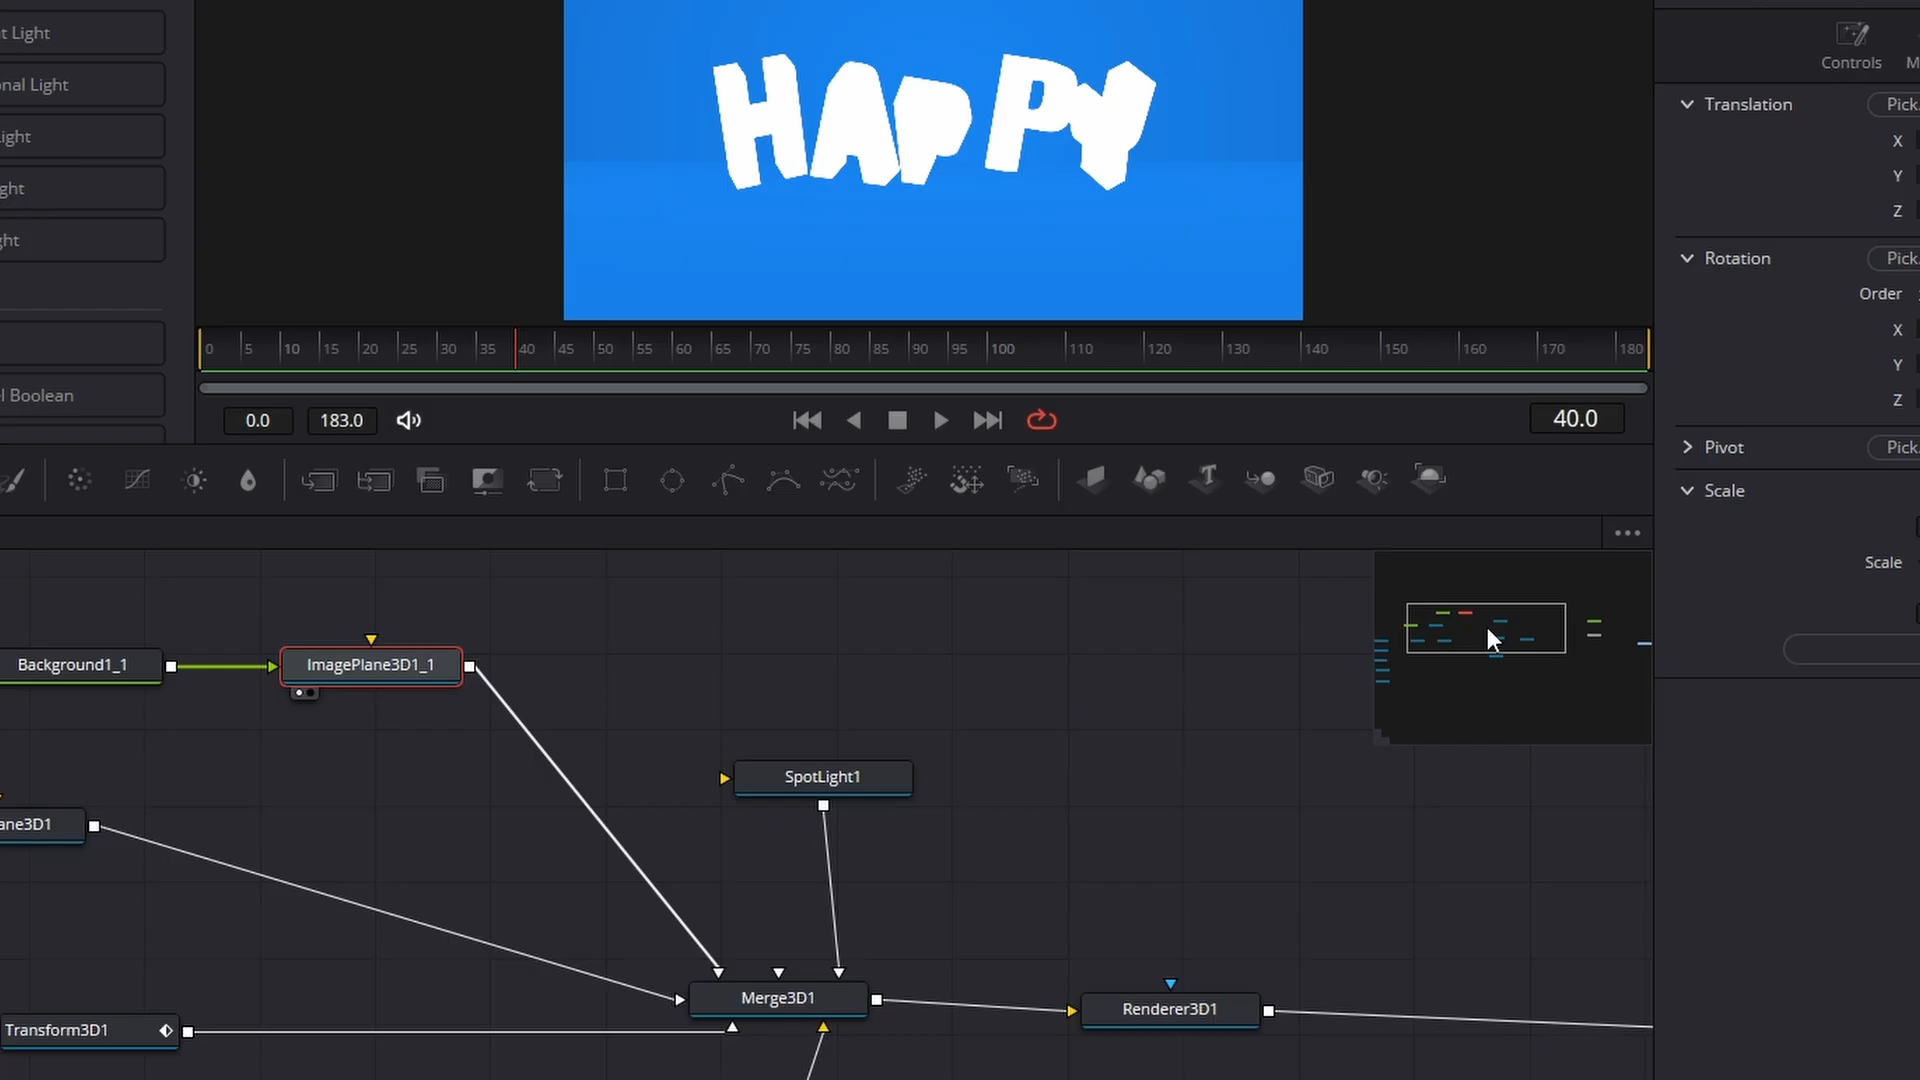 t Light
nal Light
ight
ght
ght
l Boolean
HAPPY
0 5 10 15 20 25 30 35 40 45 50 55 60 65 70 75 80 85 90 95 100 110 120 130 140 150 160 170 180
0.0 183.0 40.0
Controls M
Translation Pick.
X
Y
Z
Rotation Pick.
Order
X
Y
Z
Pivot Pick.
Scale
Scale
Background1_1
ImagePlane3D1_1
SpotLight1
ane3D1
Merge3D1
Renderer3D1
Transform3D1